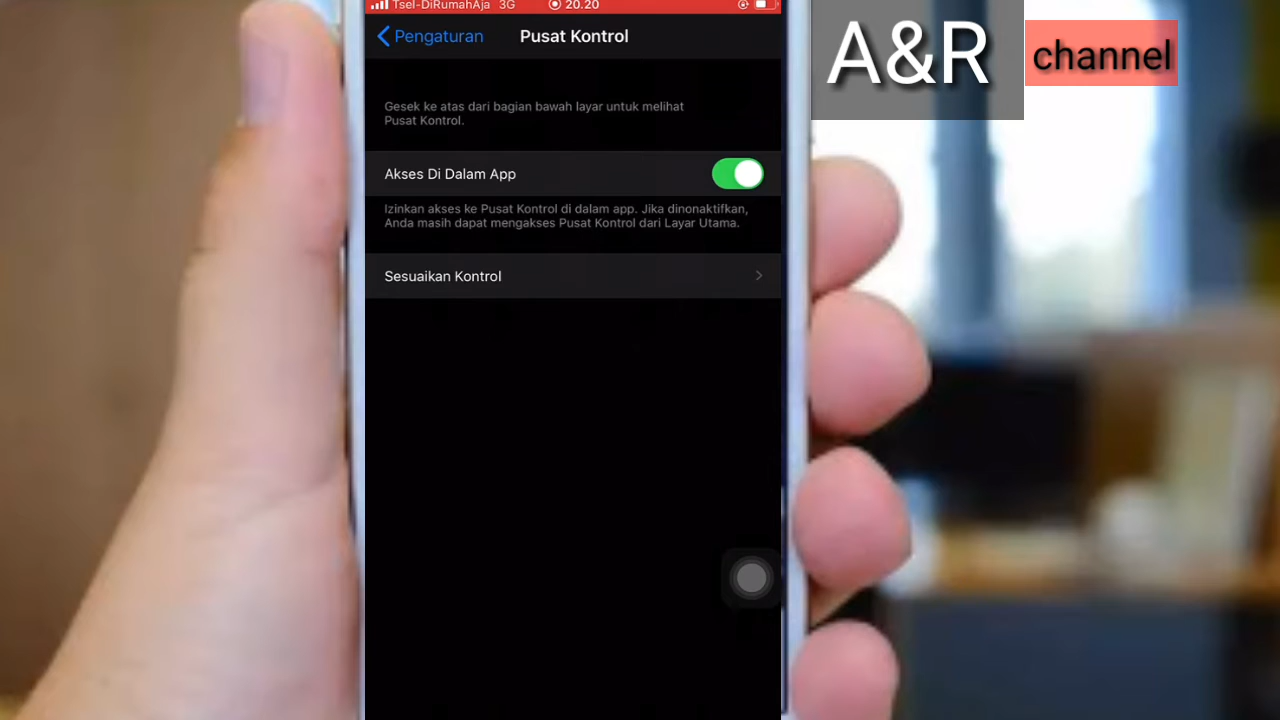 Tsel-DiRumahAja 3G 20.20
Pengaturan Pusat Kontrol
Gesek ke atas dari bagian bawah layar untuk melihat
Pusat Kontrol.
Akses Di Dalam App
Izinkan akses ke Pusat Kontrol di dalam app. Jika dinonaktifkan,
Anda masih dapat mengakses Pusat Kontrol dari Layar Utama.
Sesuaikan Kontrol
A&R channel